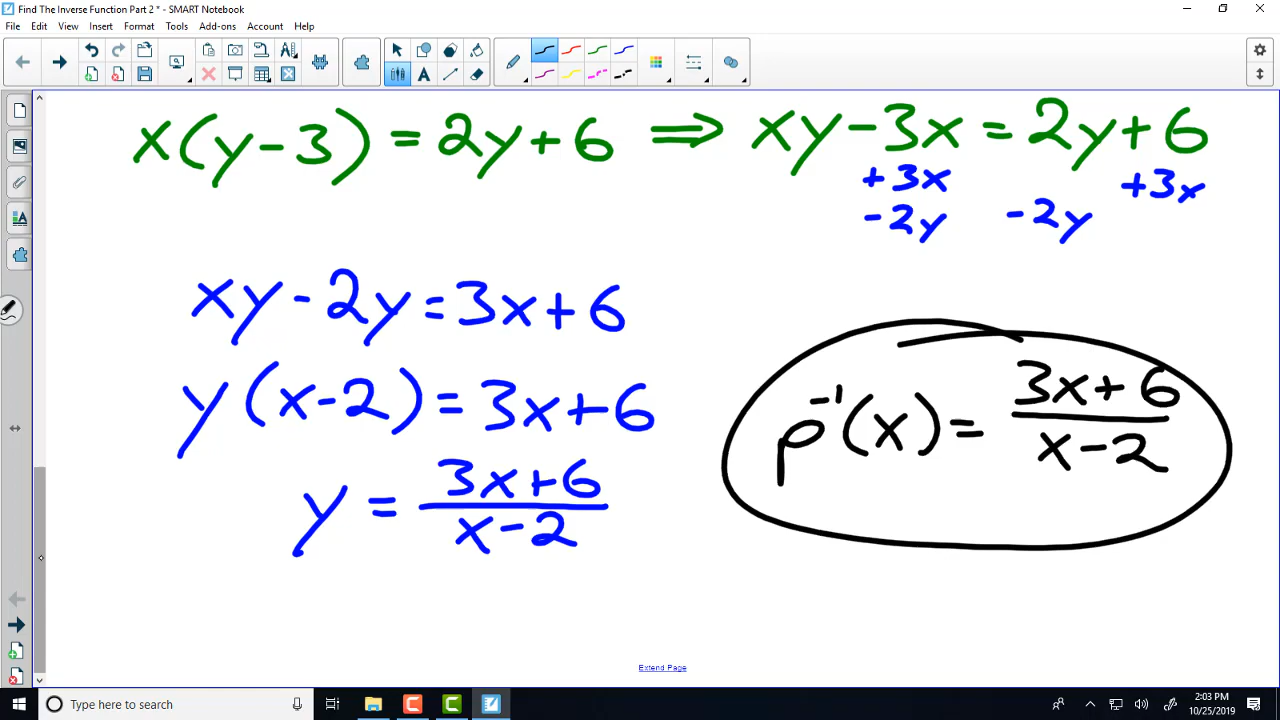 Find The Inverse Function Part 2 * - SMART Notebook
File Edit View Insert Format Tools Add-ons Account Help
x(y-3) = 2y+6 ⟹ xy-3x = 2y+6
+3x +3x
-2y -2y
xy-2y=3x+6
y(x-2) = 3x+6
y = 3x+6
x-2
p⁻¹(x) = 3x+6
x-2
Extend Page
Type here to search
2:03 PM
10/25/2019